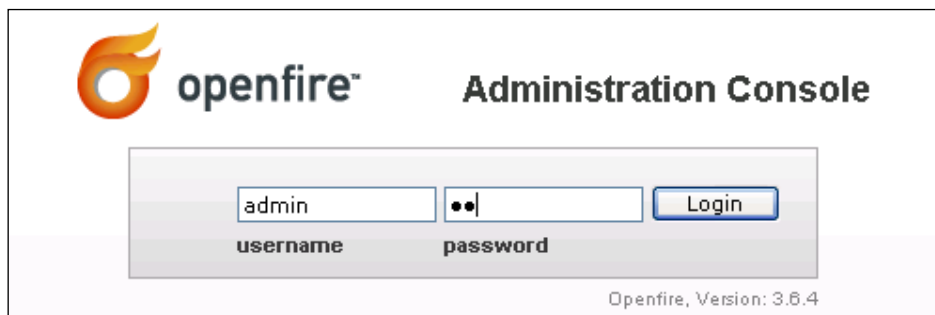 openfire™
Administration Console
admin
••
Login
username
password
Openfire, Version: 3.6.4